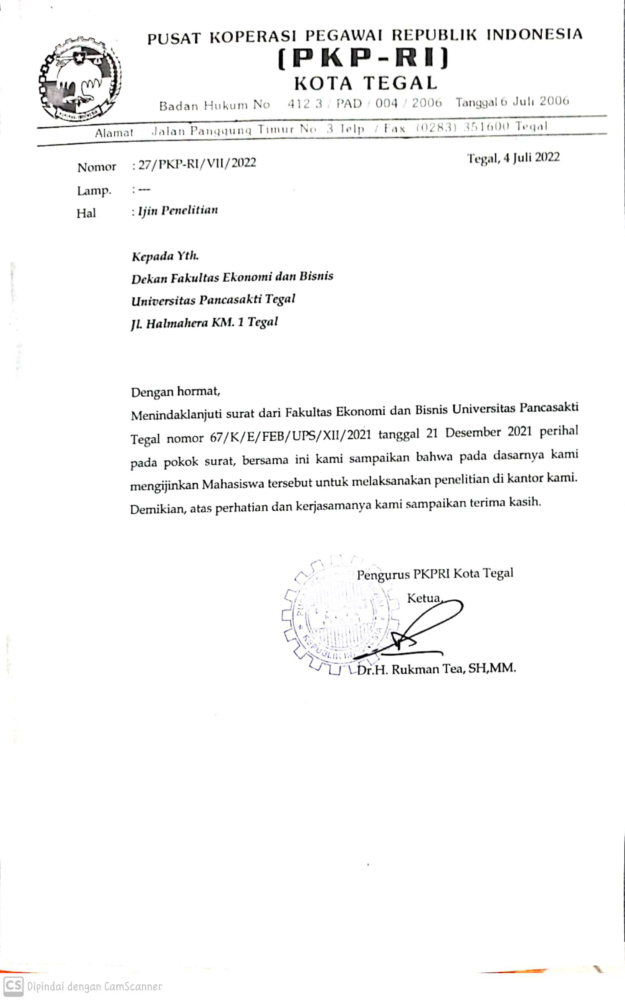 PUSAT KOPERASI PEGAWAI REPUBLIK INDONESIA
(PKP-RI)
KOTA TEGAL
Badan Hukum No 412 3 / PAD / 004 / 2006 Tanggal 6 Juli 2006
KOPERASI INDONESIA
Alamat Jalan Panggung Timur No 3 Telp / Fax (0283) 351600 Tegal
Nomor : 27/PKP-RI/VII/2022 Tegal, 4 Juli 2022
Lamp. : ---
Hal : Ijin Penelitian
Kepada Yth.
Dekan Fakultas Ekonomi dan Bisnis
Universitas Pancasakti Tegal
Jl. Halmahera KM. 1 Tegal
Dengan hormat,
Menindaklanjuti surat dari Fakultas Ekonomi dan Bisnis Universitas Pancasakti
Tegal nomor 67/K/E/FEB/UPS/XII/2021 tanggal 21 Desember 2021 perihal
pada pokok surat, bersama ini kami sampaikan bahwa pada dasarnya kami
mengijinkan Mahasiswa tersebut untuk melaksanakan penelitian di kantor kami.
Demikian, atas perhatian dan kerjasamanya kami sampaikan terima kasih.
Pengurus PKPRI Kota Tegal
Ketua,
PUSAT
REPUBLIK INDONESIA
Dr.H. Rukman Tea, SH,MM.
CS Dipindai dengan CamScanner